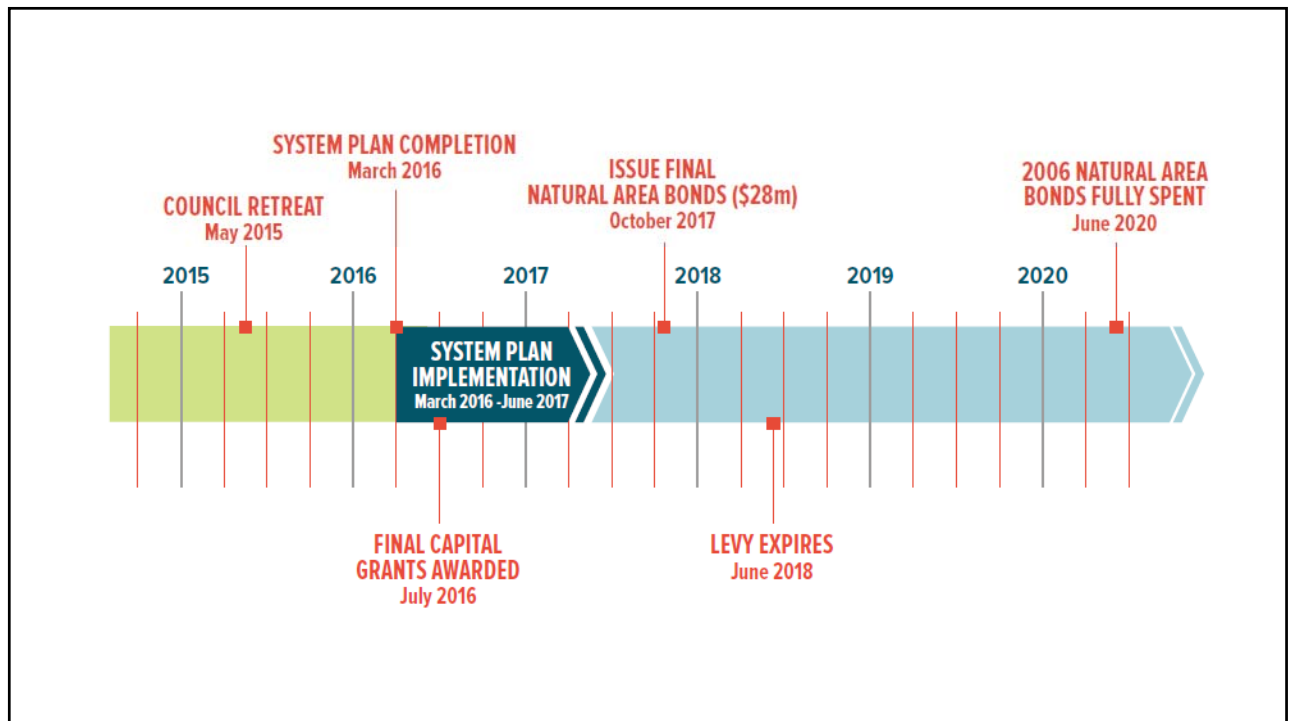 SYSTEM PLAN COMPLETION
March 2016
COUNCIL RETREAT
May 2015
ISSUE FINAL
NATURAL AREA BONDS ($28m)
October 2017
2006 NATURAL AREA
BONDS FULLY SPENT
June 2020
2015
2016
2017
2018
2019
2020
SYSTEM PLAN
IMPLEMENTATION
March 2016 -June 2017
FINAL CAPITAL
GRANTS AWARDED
July 2016
LEVY EXPIRES
June 2018